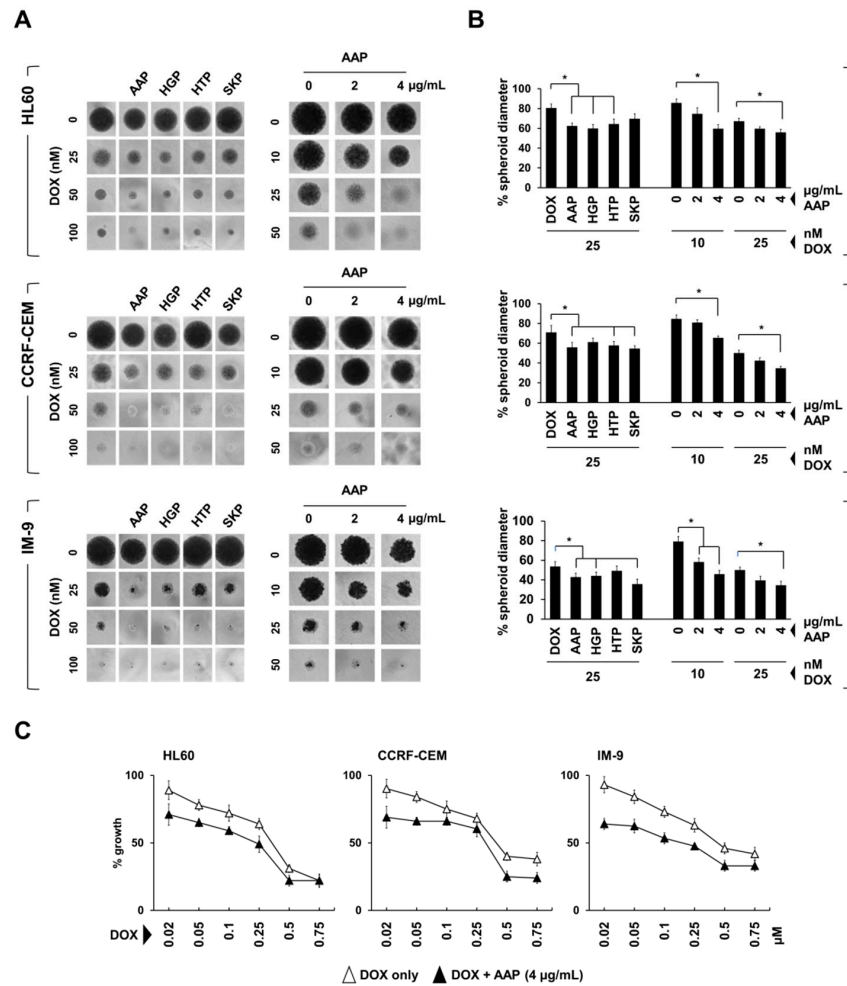 A
B
HL60
AAP HGP HTP SKP
AAP
0 2 4 µg/mL
DOX (nM)
0
25
50
100
0
10
25
50
% spheroid diameter
100
80
60
40
20
0
*
*
*
DOX AAP HGP HTP SKP
0 2 4 0 2 4
µg/mL
AAP
25
10
25
nM
DOX
CCRF-CEM
AAP HGP HTP SKP
AAP
0 2 4 µg/mL
DOX (nM)
0
25
50
100
0
10
25
50
% spheroid diameter
100
80
60
40
20
0
*
*
*
DOX AAP HGP HTP SKP
0 2 4 0 2 4
µg/mL
AAP
25
10
25
nM
DOX
IM-9
AAP HGP HTP SKP
AAP
0 2 4 µg/mL
DOX (nM)
0
25
50
100
0
10
25
50
% spheroid diameter
100
80
60
40
20
0
*
*
*
DOX AAP HGP HTP SKP
0 2 4 0 2 4
µg/mL
AAP
25
10
25
nM
DOX
C
HL60
CCRF-CEM
IM-9
% growth
100
50
0
100
50
0
100
50
0
DOX
0.02 0.05 0.1 0.25 0.5 0.75
0.02 0.05 0.1 0.25 0.5 0.75
0.02 0.05 0.1 0.25 0.5 0.75
µM
DOX only DOX + AAP (4 µg/mL)